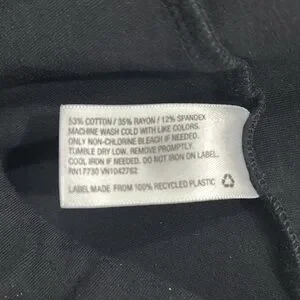 53% COTTON / 35% RAYON / 12% SPANDEX
MACHINE WASH COLD WITH LIKE COLORS.
ONLY NON-CHLORINE BLEACH IF NEEDED.
TUMBLE DRY LOW. REMOVE PROMPTLY.
COOL IRON IF NEEDED. DO NOT IRON ON LABEL.
RN17730 VN1042762
LABEL MADE FROM 100% RECYCLED PLASTIC